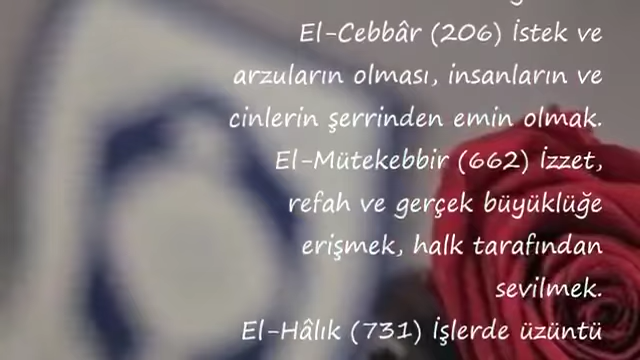 El-Cebbâr (206) İstek ve
arzuların olması, insanların ve
cinlerin şerrinden emin olmak.
El-Mütekebbir (662) İzzet,
refah ve gerçek büyüklüğe
erişmek, halk tarafından
sevilmek.
El-Hâlık (731) İşlerde üzüntü